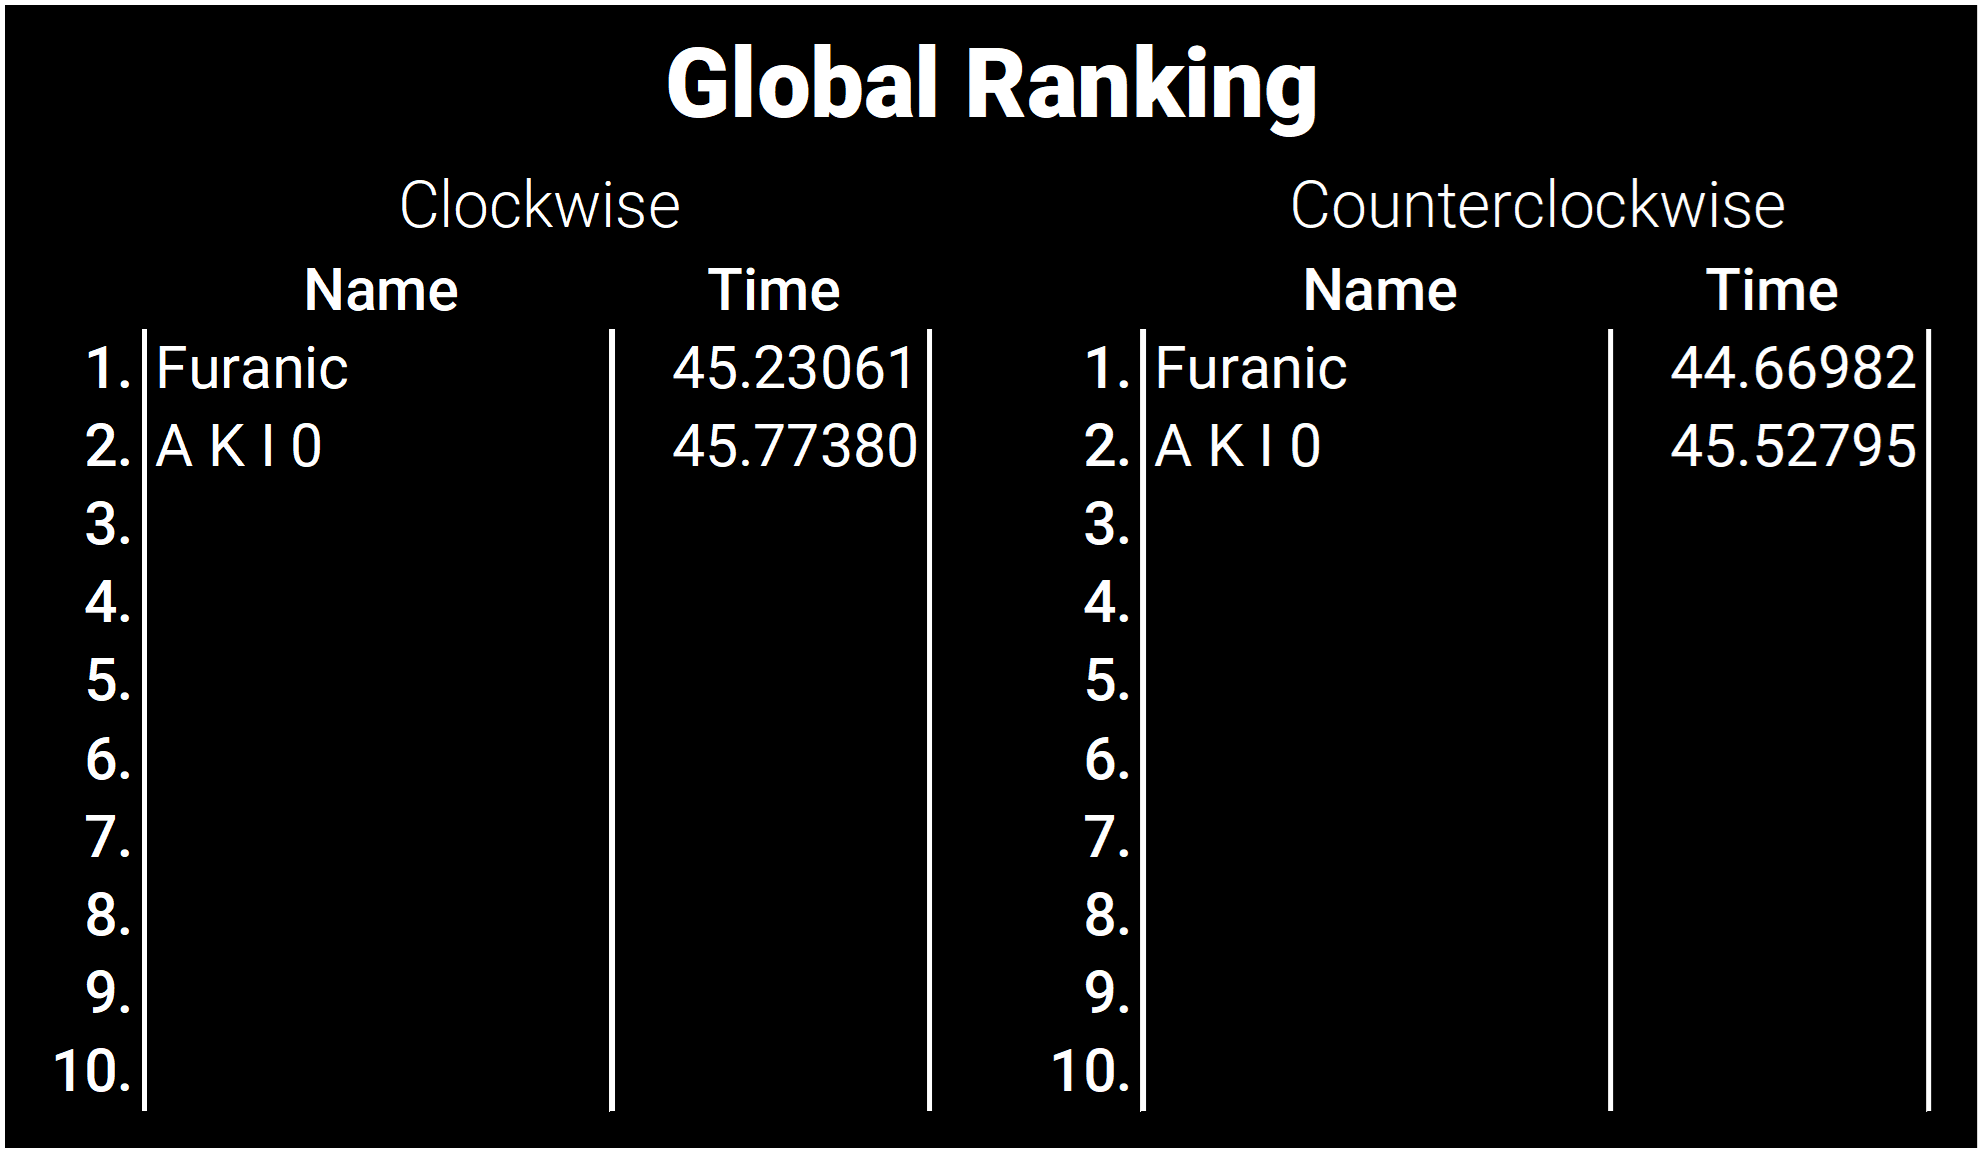 Global Ranking
Clockwise
Name Time
1. Furanic 45.23061
2. A K I 0 45.77380
3.
4.
5.
6.
7.
8.
9.
10.
Counterclockwise
Name Time
1. Furanic 44.66982
2. A K I 0 45.52795
3.
4.
5.
6.
7.
8.
9.
10.